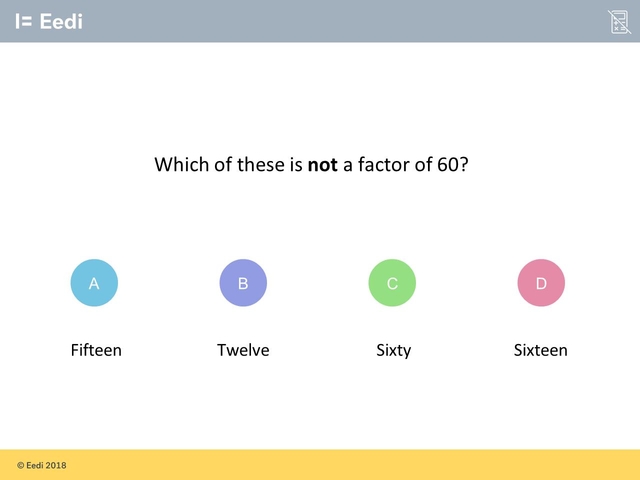 I= Eedi
Which of these is not a factor of 60?
A
B
C
D
Fifteen
Twelve
Sixty
Sixteen
© Eedi 2018